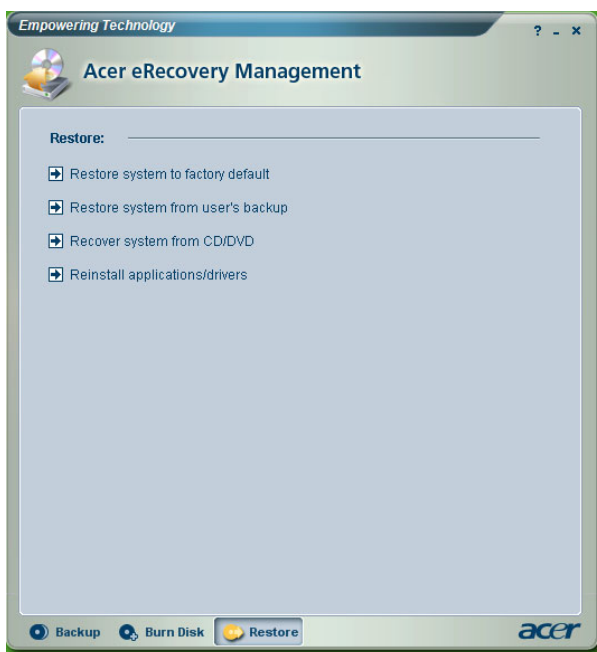 Empowering Technology
? - ×
Acer eRecovery Management
Restore:
Restore system to factory default
Restore system from user's backup
Recover system from CD/DVD
Reinstall applications/drivers
Backup Burn Disk Restore acer